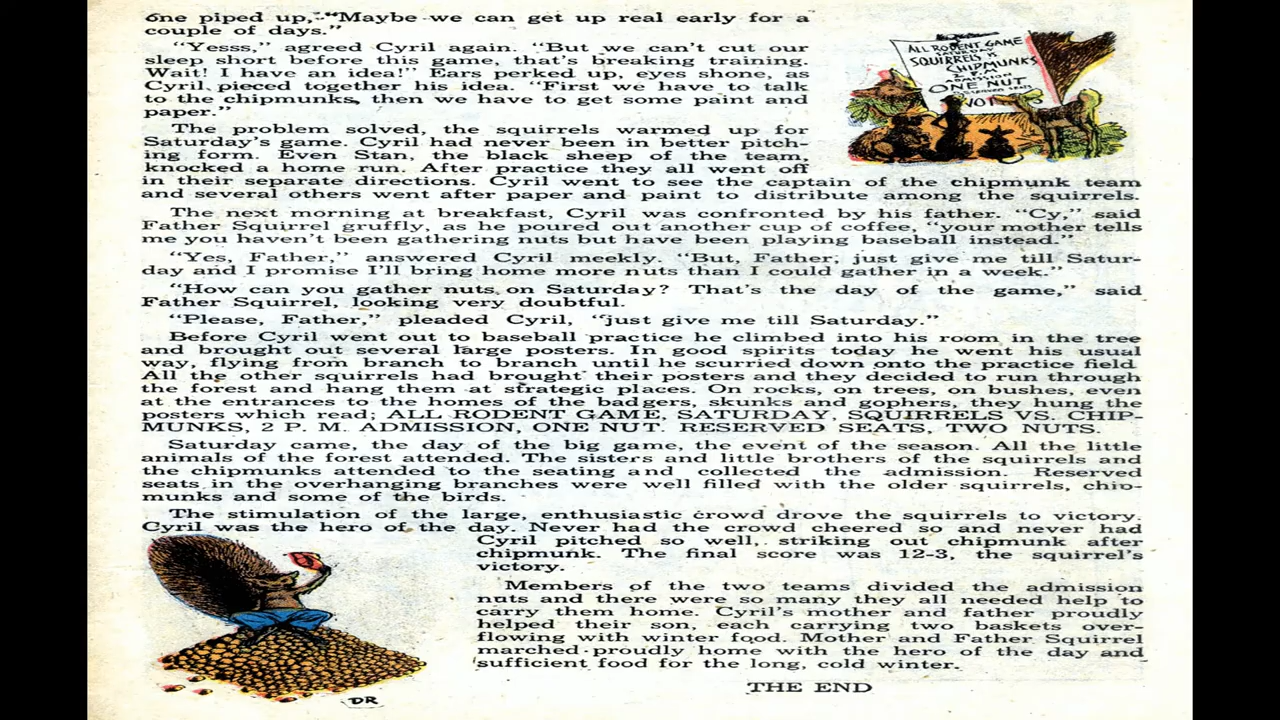 one piped up, "Maybe we can get up real early for a
couple of days."
"Yesss," agreed Cyril again. "But we can't cut our
sleep short before this game, that's breaking training.
Wait! I have an idea!" Ears perked up, eyes shone, as
Cyril pieced together his idea. "First we have to talk
to the chipmunks, then we have to get some paint and
paper."
ALL RODENT GAME
SATURDAY
SQUIRRELS VS
CHIPMUNKS
2 P.M.
ADMISSION
ONE NUT
RESERVED SEATS
The problem solved, the squirrels warmed up for
Saturday's game. Cyril had never been in better pitch-
ing form. Even Stan, the black sheep of the team,
knocked a home run. After practice they all went off
in their separate directions. Cyril went to see the captain of the chipmunk team
and several others went after paper and paint to distribute among the squirrels.
The next morning at breakfast, Cyril was confronted by his father. "Cy," said
Father Squirrel gruffly, as he poured out another cup of coffee, "your mother tells
me you haven't been gathering nuts but have been playing baseball instead."
"Yes, Father," answered Cyril meekly. "But, Father, just give me till Satur-
day and I promise I'll bring home more nuts than I could gather in a week."
"How can you gather nuts on Saturday? That's the day of the game," said
Father Squirrel, looking very doubtful.
"Please, Father," pleaded Cyril, "just give me till Saturday."
Before Cyril went out to baseball practice he climbed into his room in the tree
and brought out several large posters. In good spirits today he went his usual
way, flying from branch to branch until he scurried down onto the practice field.
All the other squirrels had brought their posters and they decided to run through
the forest and hang them at strategic places. On rocks, on trees, on bushes, even
at the entrances to the homes of the badgers, skunks and gophers, they hung the
posters which read; ALL RODENT GAME, SATURDAY, SQUIRRELS VS. CHIP-
MUNKS, 2 P. M. ADMISSION, ONE NUT. RESERVED SEATS, TWO NUTS.
Saturday came, the day of the big game, the event of the season. All the little
animals of the forest attended. The sisters and little brothers of the squirrels and
the chipmunks attended to the seating and collected the admission. Reserved
seats in the overhanging branches were well filled with the older squirrels, chip-
munks and some of the birds.
The stimulation of the large, enthusiastic crowd drove the squirrels to victory.
Cyril was the hero of the day. Never had the crowd cheered so and never had
Cyril pitched so well, striking out chipmunk after
chipmunk. The final score was 12-3, the squirrel's
victory.
Members of the two teams divided the admission
nuts and there were so many they all needed help to
carry them home. Cyril's mother and father proudly
helped their son, each carrying two baskets over-
flowing with winter food. Mother and Father Squirrel
marched proudly home with the hero of the day and
sufficient food for the long, cold winter.
THE END
DR